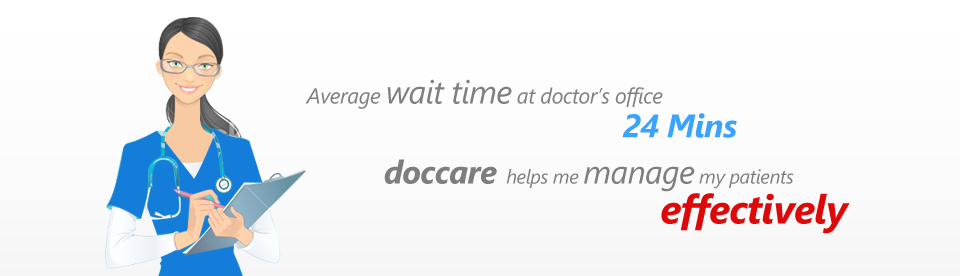 Average wait time at doctor's office
24 Mins
doccare helps me manage my patients
effectively